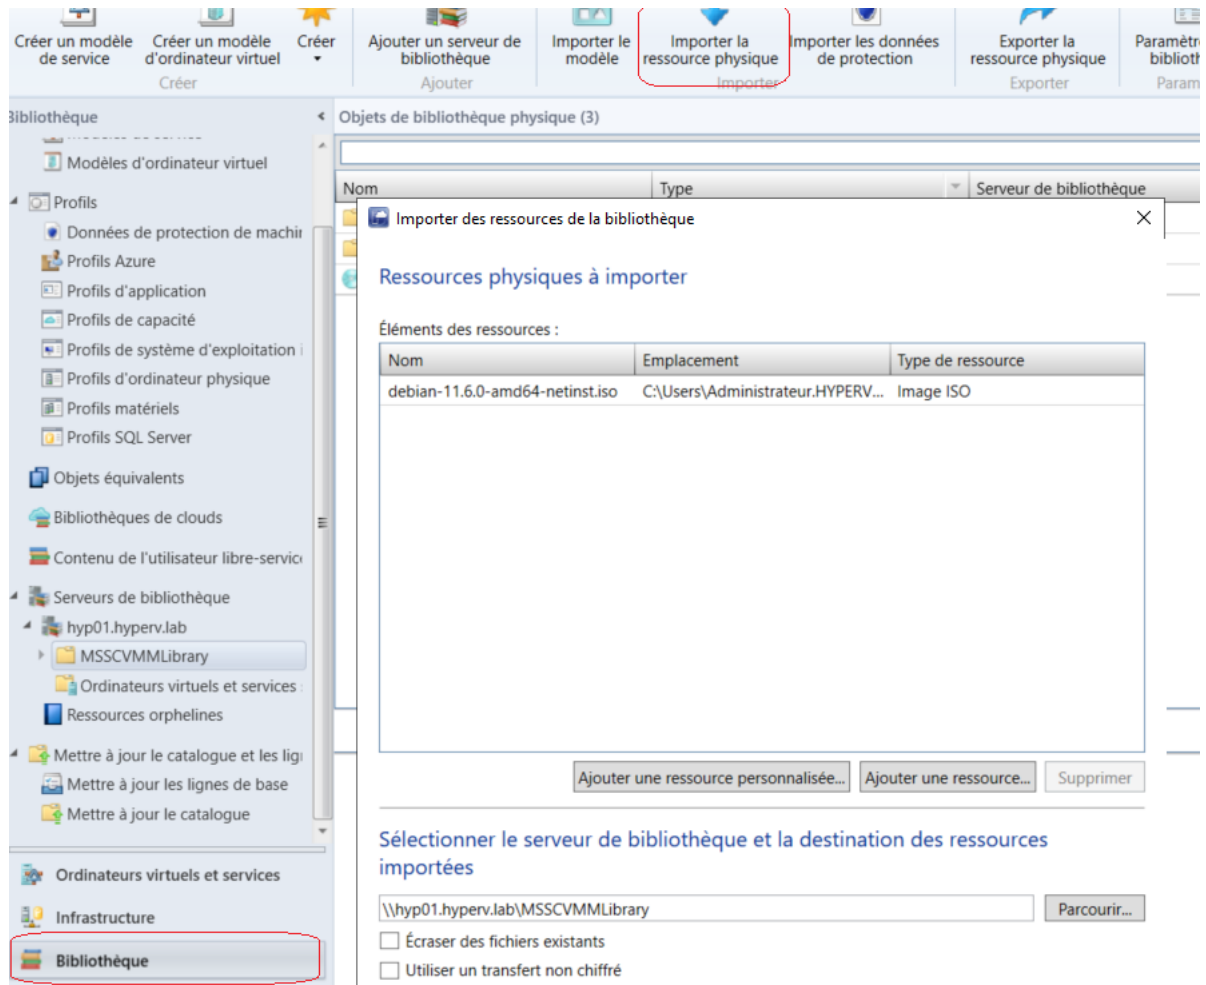 Créer un modèle de service
Créer un modèle d'ordinateur virtuel
Créer
Créer
Ajouter un serveur de bibliothèque
Ajouter
Importer le modèle
Importer la ressource physique
Importer les données de protection
Importer
Exporter la ressource physique
Exporter
Paramètr
biblioth
Param
Bibliothèque
Modèles d'ordinateur virtuel
Profils
Données de protection de machin
Profils Azure
Profils d'application
Profils de capacité
Profils de système d'exploitation i
Profils d'ordinateur physique
Profils matériels
Profils SQL Server
Objets équivalents
Bibliothèques de clouds
Contenu de l'utilisateur libre-servic
Serveurs de bibliothèque
hyp01.hyperv.lab
MSSCVMMLibrary
Ordinateurs virtuels et services
Ressources orphelines
Mettre à jour le catalogue et les lig
Mettre à jour les lignes de base
Mettre à jour le catalogue
Ordinateurs virtuels et services
Infrastructure
Bibliothèque
Objets de bibliothèque physique (3)
Nom Type Serveur de bibliothèque
Importer des ressources de la bibliothèque
Ressources physiques à importer
Éléments des ressources :
Nom Emplacement Type de ressource
debian-11.6.0-amd64-netinst.iso C:\Users\Administrateur.HYPERV... Image ISO
Ajouter une ressource personnalisée... Ajouter une ressource... Supprimer
Sélectionner le serveur de bibliothèque et la destination des ressources
importées
\\hyp01.hyperv.lab\MSSCVMMLibrary Parcourir...
Écraser des fichiers existants
Utiliser un transfert non chiffré